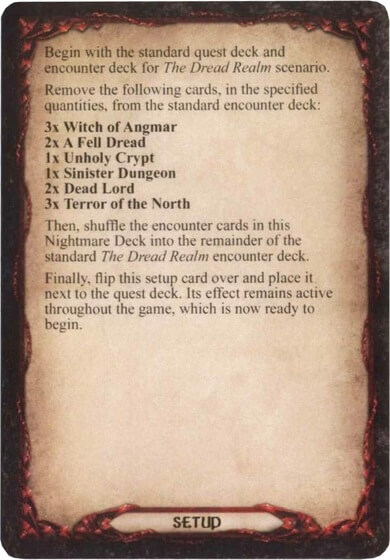 Begin with the standard quest deck and
encounter deck for The Dread Realm scenario.
Remove the following cards, in the specified
quantities, from the standard encounter deck:
3x Witch of Angmar
2x A Fell Dread
1x Unholy Crypt
1x Sinister Dungeon
2x Dead Lord
3x Terror of the North
Then, shuffle the encounter cards in this
Nightmare Deck into the remainder of the
standard The Dread Realm encounter deck.
Finally, flip this setup card over and place it
next to the quest deck. Its effect remains active
throughout the game, which is now ready to
begin.
SETUP